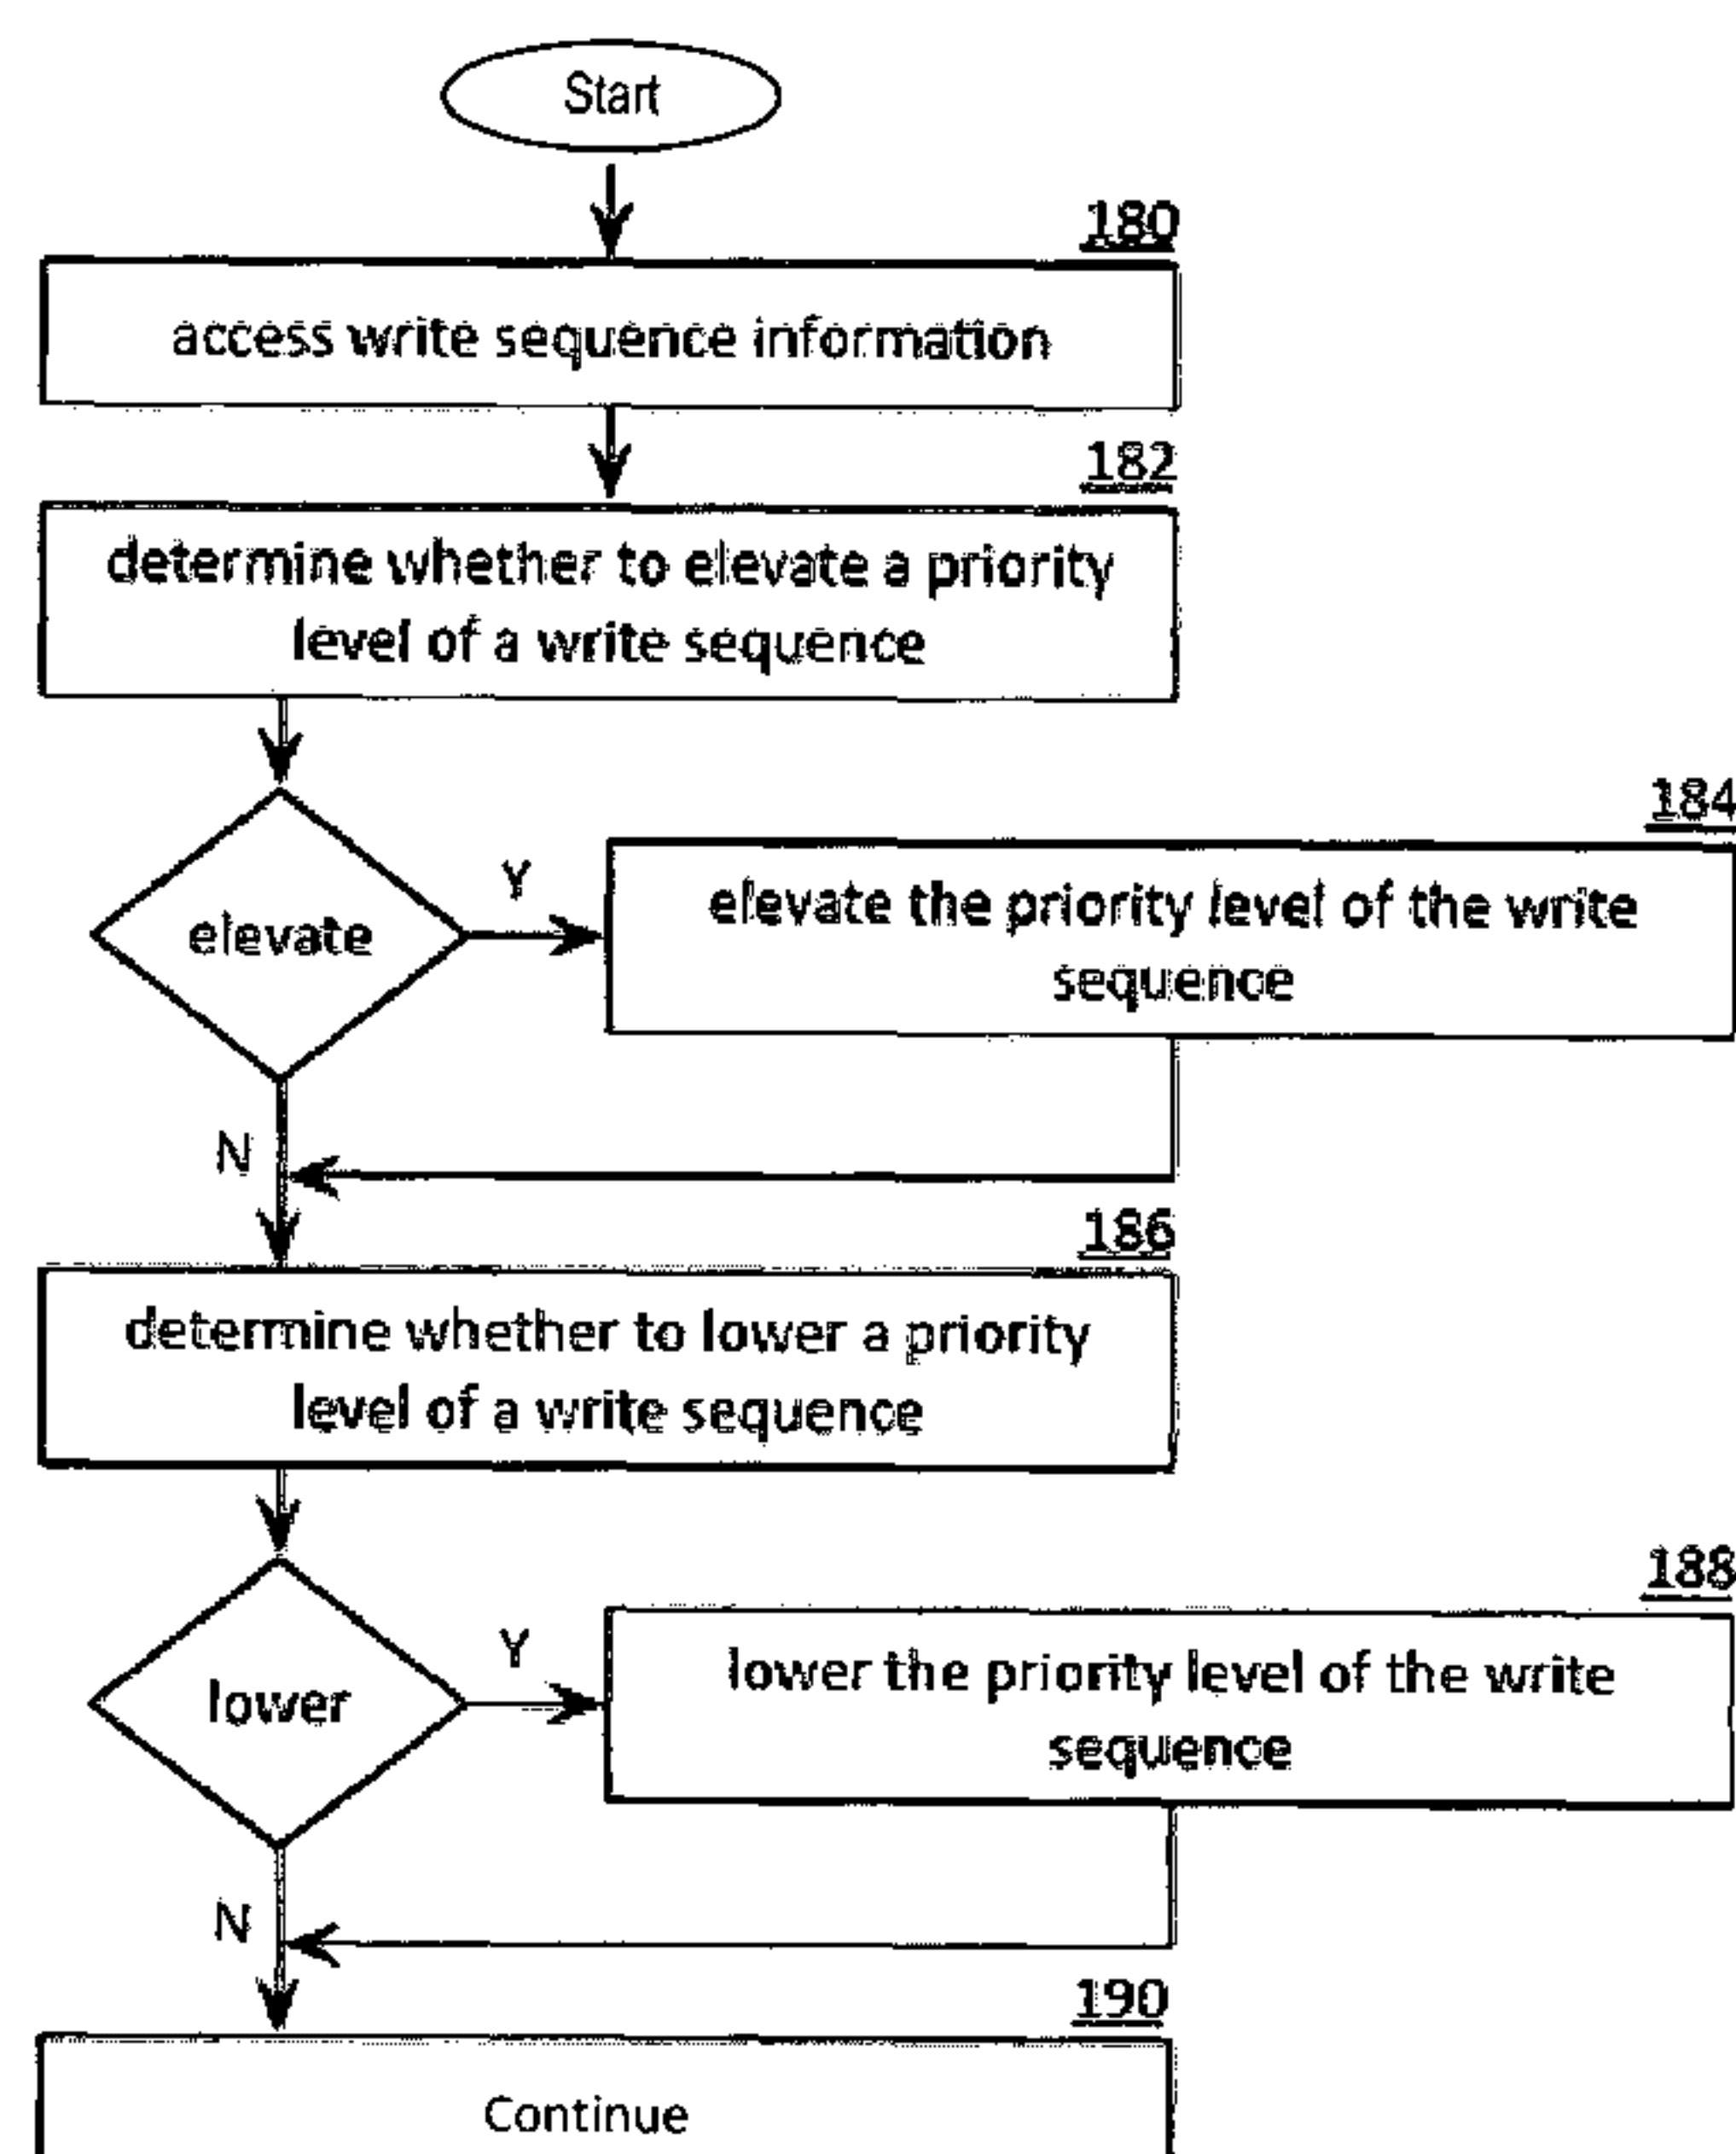 Start
180
access write sequence information
182
determine whether to elevate a priority
level of a write sequence
184
elevate
Y
elevate the priority level of the write
sequence
N
186
determine whether to lower a priority
level of a write sequence
188
lower
Y
lower the priority level of the write
sequence
N
190
Continue